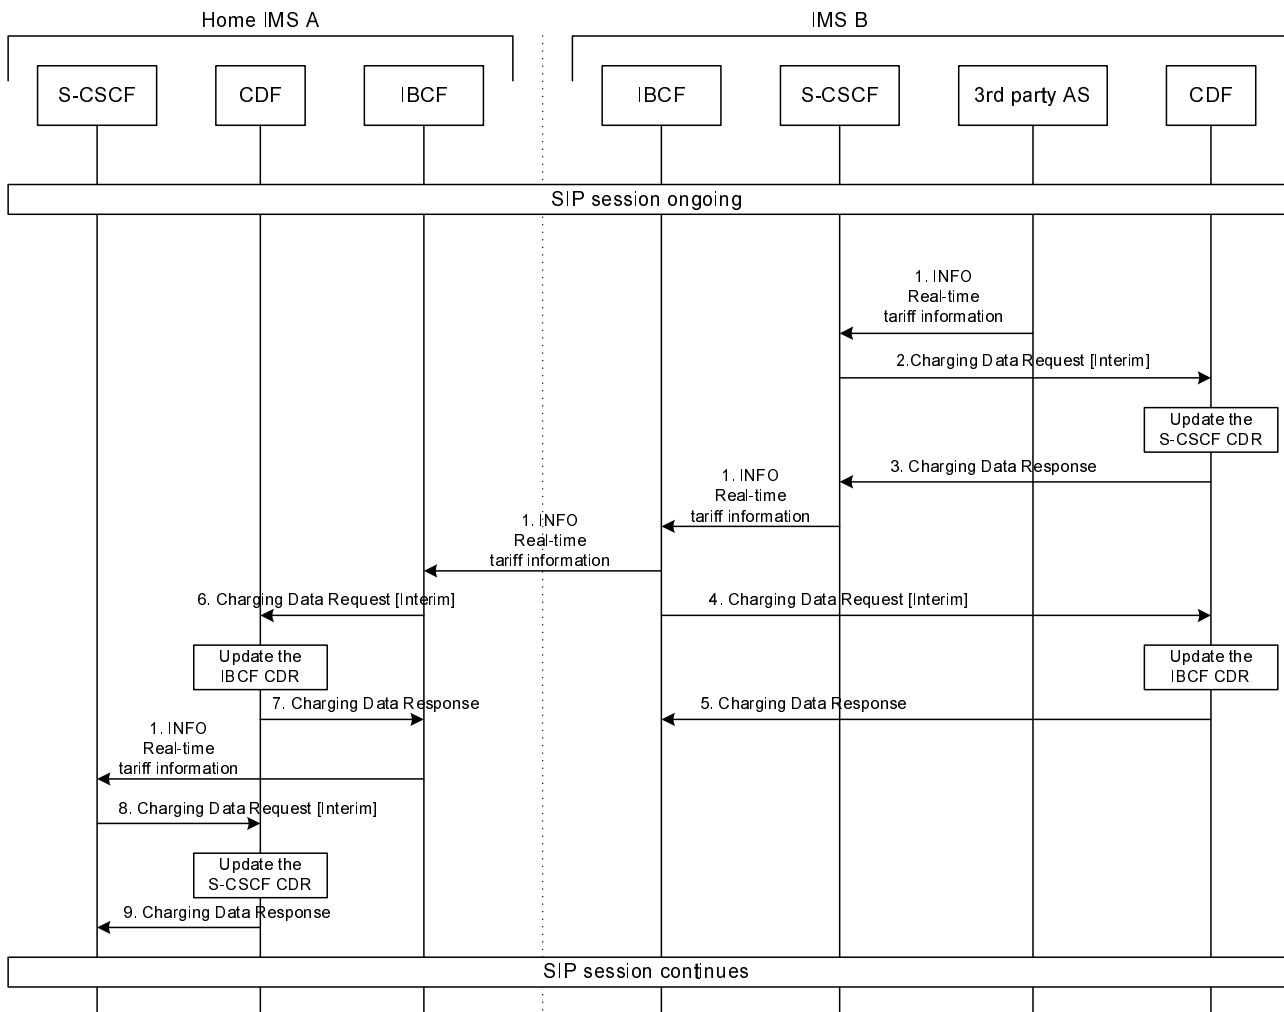 Home IMS A
IMS B
S-CSCF
CDF
IBCF
IBCF
S-CSCF
3rd party AS
CDF
SIP session ongoing
1. INFO
Real-time
tariff information
2.Charging Data Request [Interim]
Update the
S-CSCF CDR
3. Charging Data Response
1. INFO
Real-time
tariff information
1. INFO
Real-time
tariff information
6. Charging Data Request [Interim]
4. Charging Data Request [Interim]
Update the
IBCF CDR
Update the
IBCF CDR
7. Charging Data Response
5. Charging Data Response
1. INFO
Real-time
tariff information
8. Charging Data Request [Interim]
Update the
S-CSCF CDR
9. Charging Data Response
SIP session continues